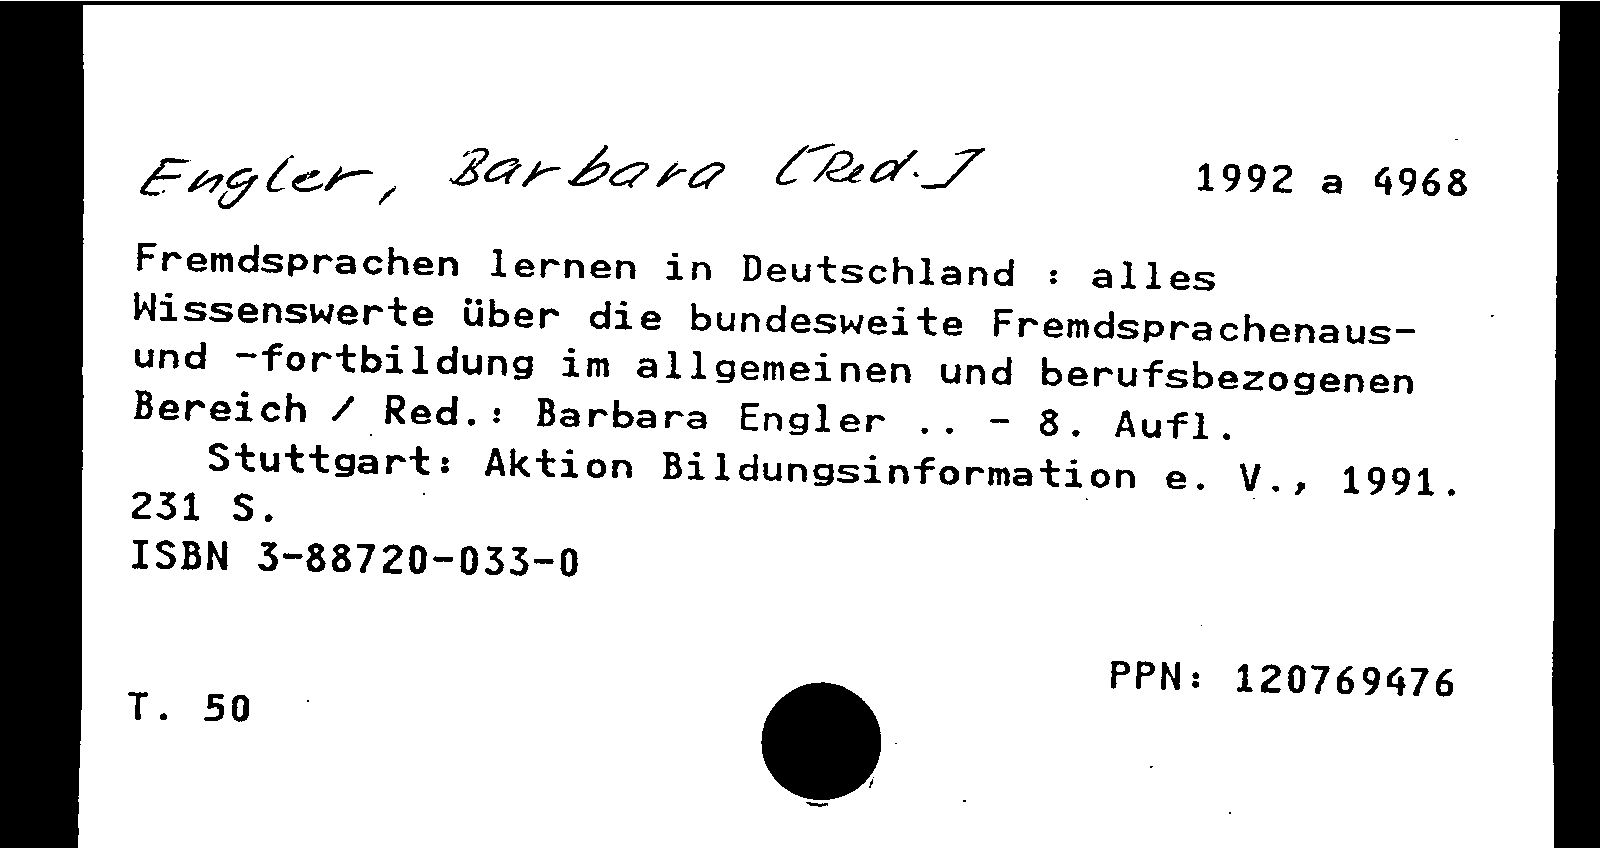 Engler, Barbara [Red.]
1992 a 4968
Fremdsprachen lernen in Deutschland : alles
Wissenswerte über die bundesweite Fremdsprachenaus-
und -fortbildung im allgemeinen und berufsbezogenen
Bereich / Red.: Barbara Engler .. - 8. Aufl.
Stuttgart: Aktion Bildungsinformation e. V., 1991.
231 S.
ISBN 3-88720-033-0
PPN: 120769476
T. 50